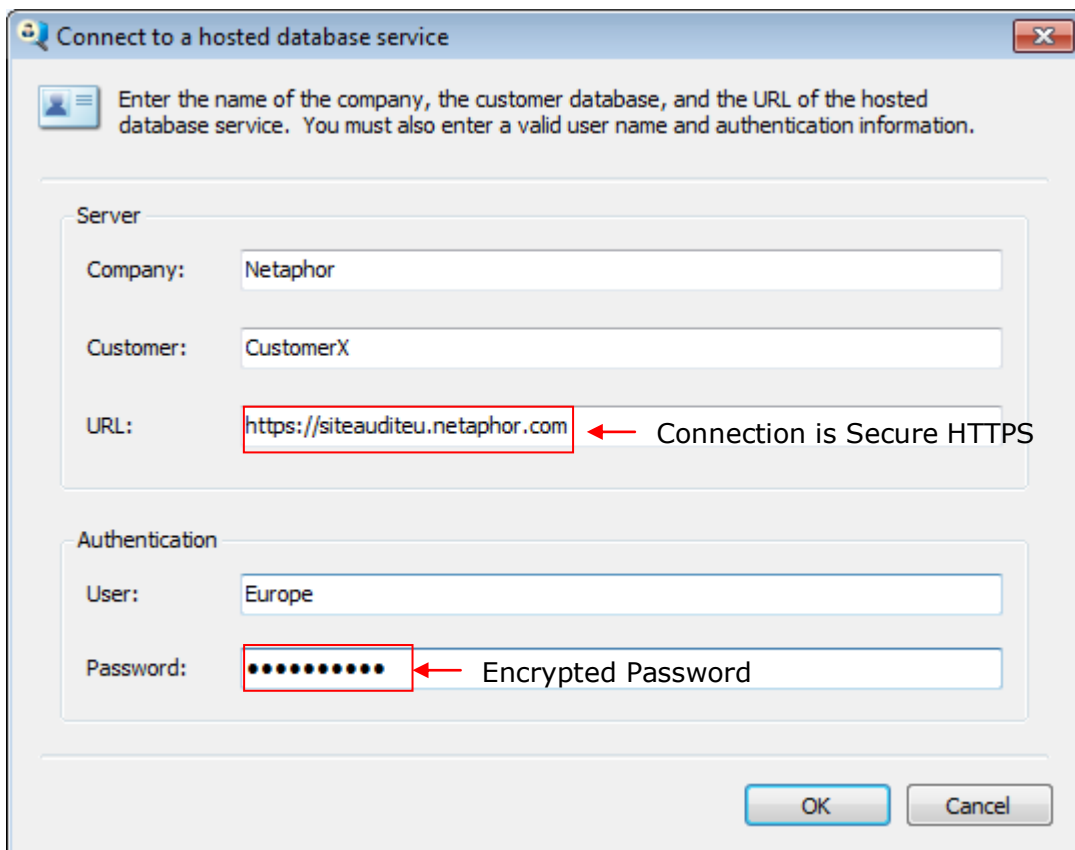 Connect to a hosted database service
Enter the name of the company, the customer database, and the URL of the hosted
database service.  You must also enter a valid user name and authentication information.
Server
Company: Netaphor
Customer: CustomerX
URL: https://siteauditeu.netaphor.com Connection is Secure HTTPS
Authentication
User: Europe
Password: •••••••••• Encrypted Password
OK Cancel